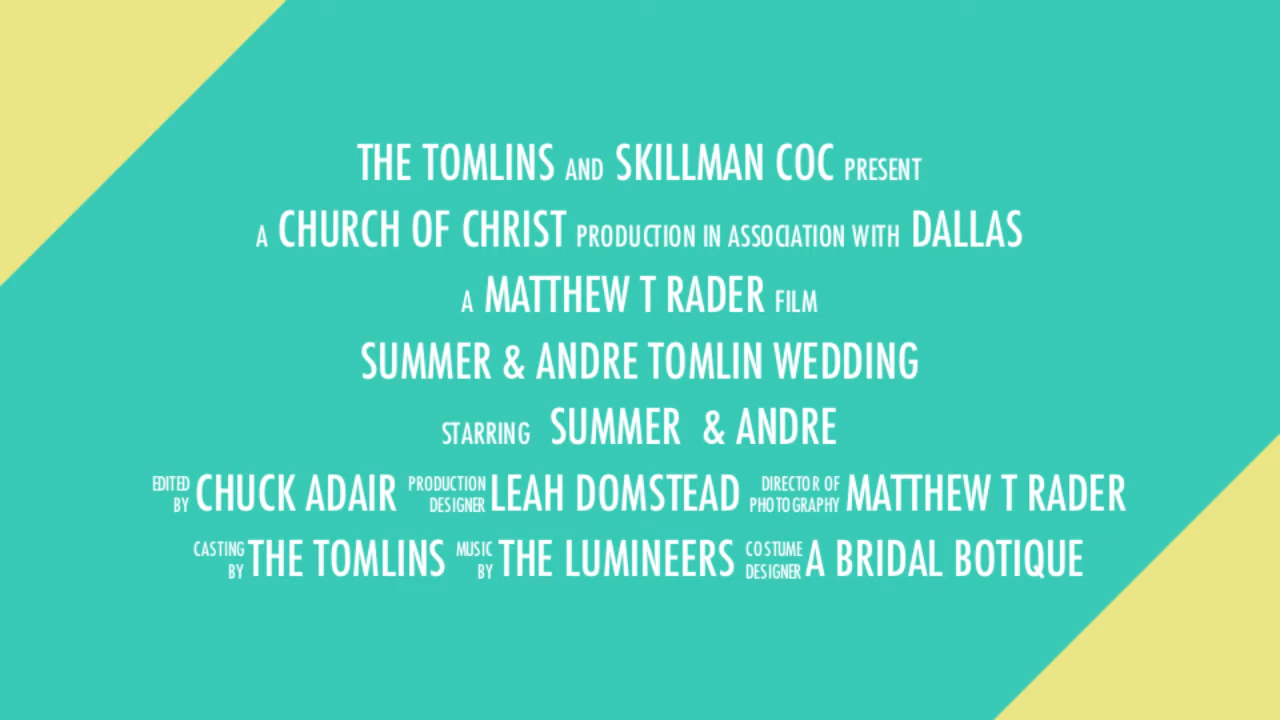 THE TOMLINS AND SKILLMAN COC PRESENT
A CHURCH OF CHRIST PRODUCTION IN ASSOCIATION WITH DALLAS
A MATTHEW T RADER FILM
SUMMER & ANDRE TOMLIN WEDDING
STARRING SUMMER & ANDRE
EDITED BY CHUCK ADAIR PRODUCTION DESIGNER LEAH DOMSTEAD DIRECTOR OF PHOTOGRAPHY MATTHEW T RADER
CASTING BY THE TOMLINS MUSIC BY THE LUMINEERS COSTUME DESIGNER A BRIDAL BOTIQUE